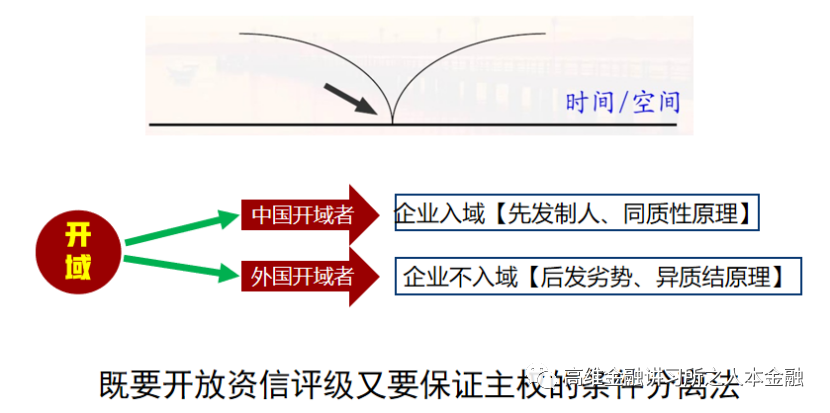 时间/空间
开
域
中国开域者
企业入域【先发制人、同质性原理】
外国开域者
企业不入域【后发劣势、异质结原理】
既要开放资信评级又要保证主权的条件分离法
高维金融讲习所之人本金融